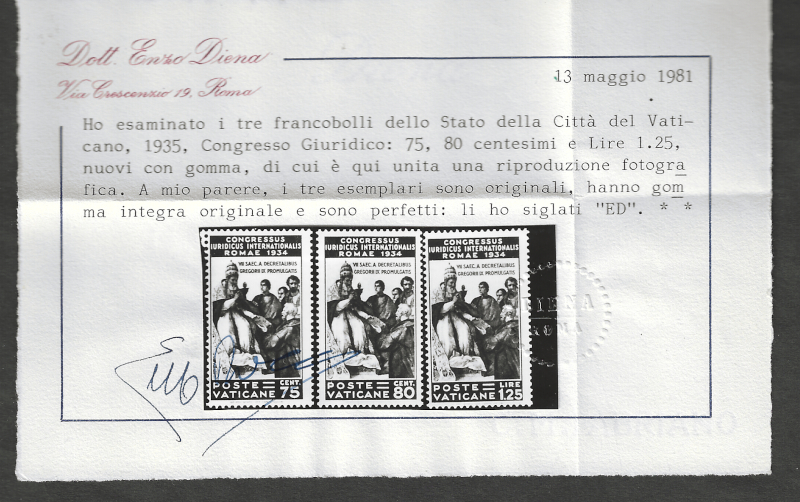 Dott. Enzo Diena
Via Crescenzio 19, Roma
13 maggio 1981
Ho esaminato i tre francobolli dello Stato della Città del Vati-
cano, 1935, Congresso Giuridico: 75, 80 centesimi e Lire 1.25,
nuovi con gomma, di cui è qui unita una riproduzione fotogra
fica. A mio parere, i tre esemplari sono originali, hanno gom
ma integra originale e sono perfetti: li ho siglati "ED". * *
CONGRESSUS
IURIDICUS INTERNATIONALIS
ROMAE 1934
VII SAEC. A DECRETALIBUS
GREGORII IX PROMULGATIS
POSTE
VATICANE
CENT.
75
CONGRESSUS
IURIDICUS INTERNATIONALIS
ROMAE 1934
VII SAEC. A DECRETALIBUS
GREGORII IX PROMULGATIS
POSTE
VATICANE
CENT.
80
CONGRESSUS
IURIDICUS INTERNATIONALIS
ROMAE 1934
VII SAEC. A DECRETALIBUS
GREGORII IX PROMULGATIS
POSTE
VATICANE
LIRE
1.25
DIENA
ROMA